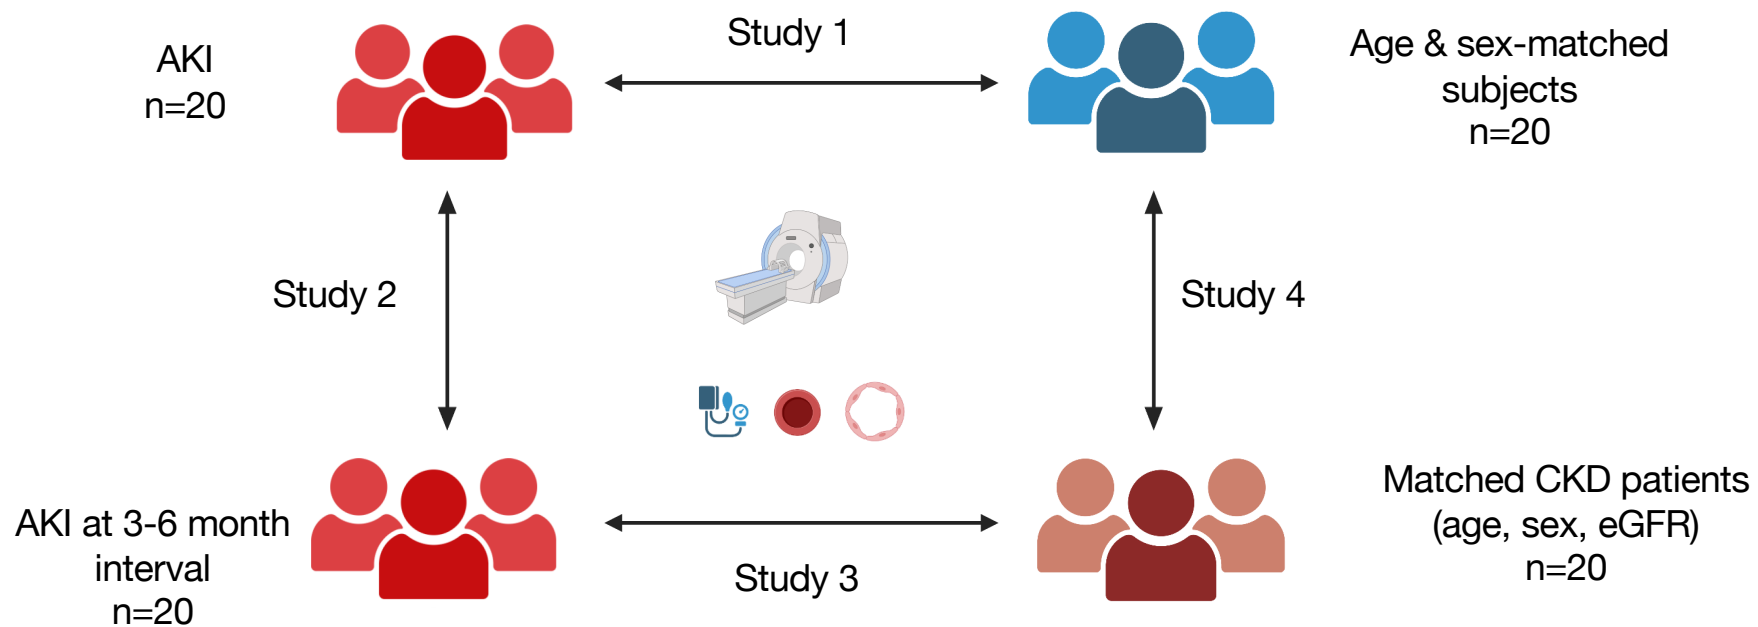 AKI
n=20
Study 1
Age & sex-matched
subjects
n=20
Study 2
Study 4
AKI at 3-6 month
interval
n=20
Study 3
Matched CKD patients
(age, sex, eGFR)
n=20